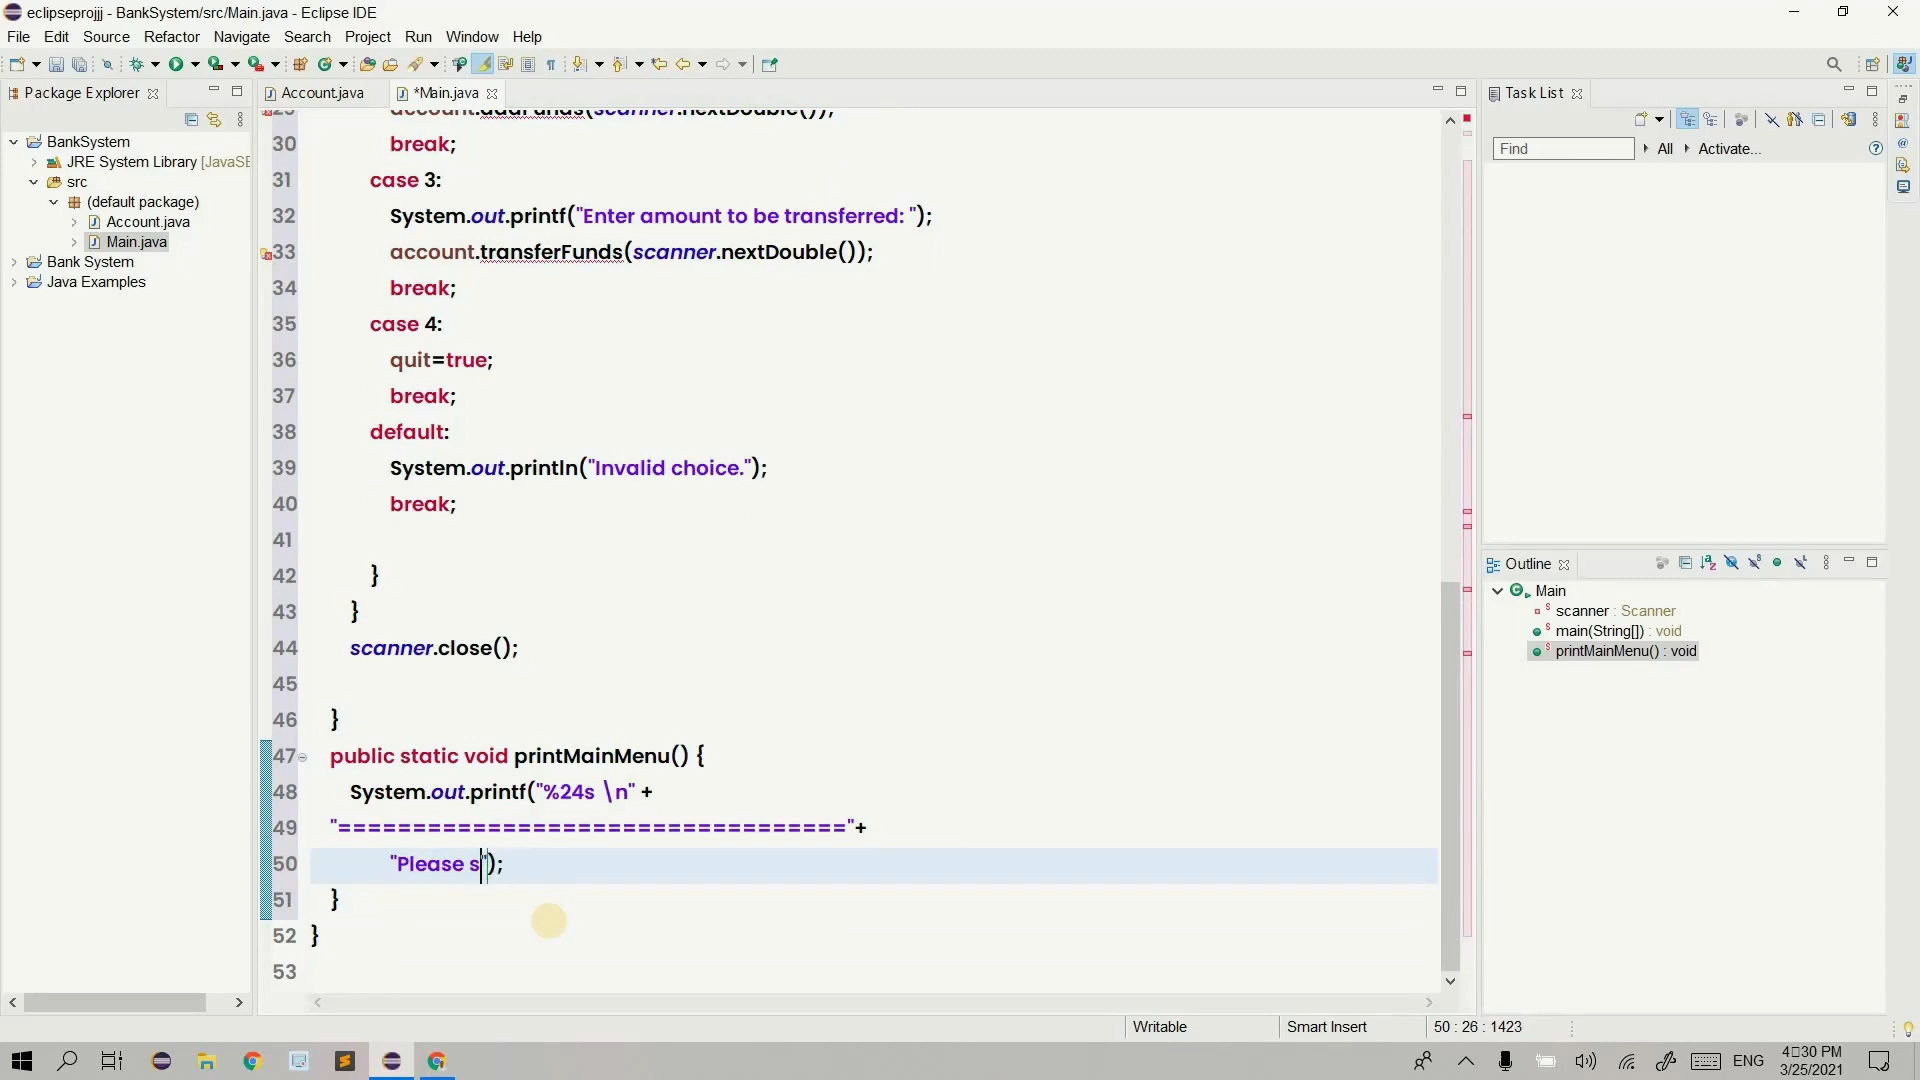 eclipseprojjj - BankSystem/src/Main.java - Eclipse IDE
File Edit Source Refactor Navigate Search Project Run Window Help
Package Explorer
BankSystem
JRE System Library [JavaSE
src
(default package)
Account.java
Main.java
Bank System
Java Examples
Account.java *Main.java
account.addFunds(scanner.nextDouble());
30 break;
31 case 3:
32 System.out.printf("Enter amount to be transferred: ");
33 account.transferFunds(scanner.nextDouble());
34 break;
35 case 4:
36 quit=true;
37 break;
38 default:
39 System.out.println("Invalid choice.");
40 break;
41
42 }
43 }
44 scanner.close();
45
46 }
47 public static void printMainMenu() {
48 System.out.printf("%24s \n" +
49 "=================================="+
50 "Please s");
51 }
52 }
53
Task List
Find All Activate...
Outline
Main
scanner : Scanner
main(String[]) : void
printMainMenu() : void
Writable Smart Insert 50 : 26 : 1423
ENG
4:30 PM
3/25/2021